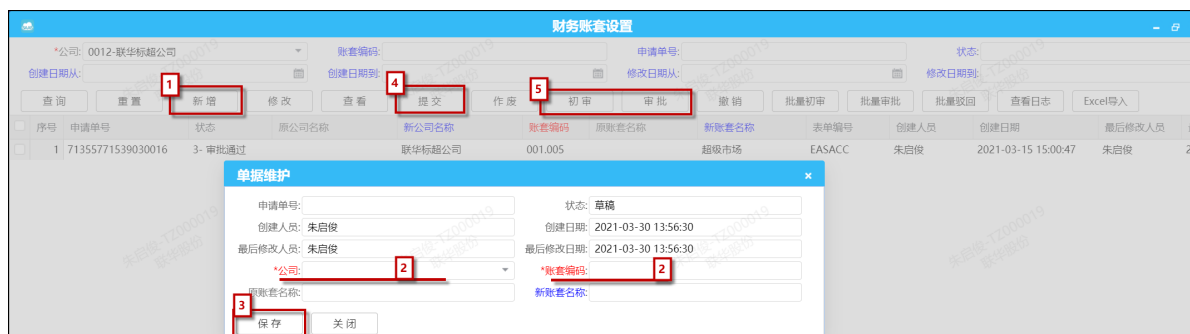 财务账套设置
*公司: 0012-联华标超公司 账套编码: 申请单号: 状态:
创建日期从: 创建日期到: 修改日期从: 修改日期到:
1 4 5
查询 重置 新增 修改 查看 提交 作废 初审 审批 撤销 批量初审 批量审批 批量驳回 查看日志 Excel导入
序号 申请单号 状态 原公司名称 新公司名称 账套编码 原账套名称 新账套名称 表单编号 创建人员 创建日期 最后修改人员
1 71355771539030016 3- 审批通过 联华标超公司 001.005 超级市场 EASACC 朱启俊 2021-03-15 15:00:47 朱启俊 2
单据维护 ×
申请单号: 状态: 草稿
创建人员: 朱启俊 创建日期: 2021-03-30 13:56:30
最后修改人员: 朱启俊 最后修改日期: 2021-03-30 13:56:30
*公司: 2 *账套编码: 2
原账套名称: 新账套名称:
3
保存 关闭